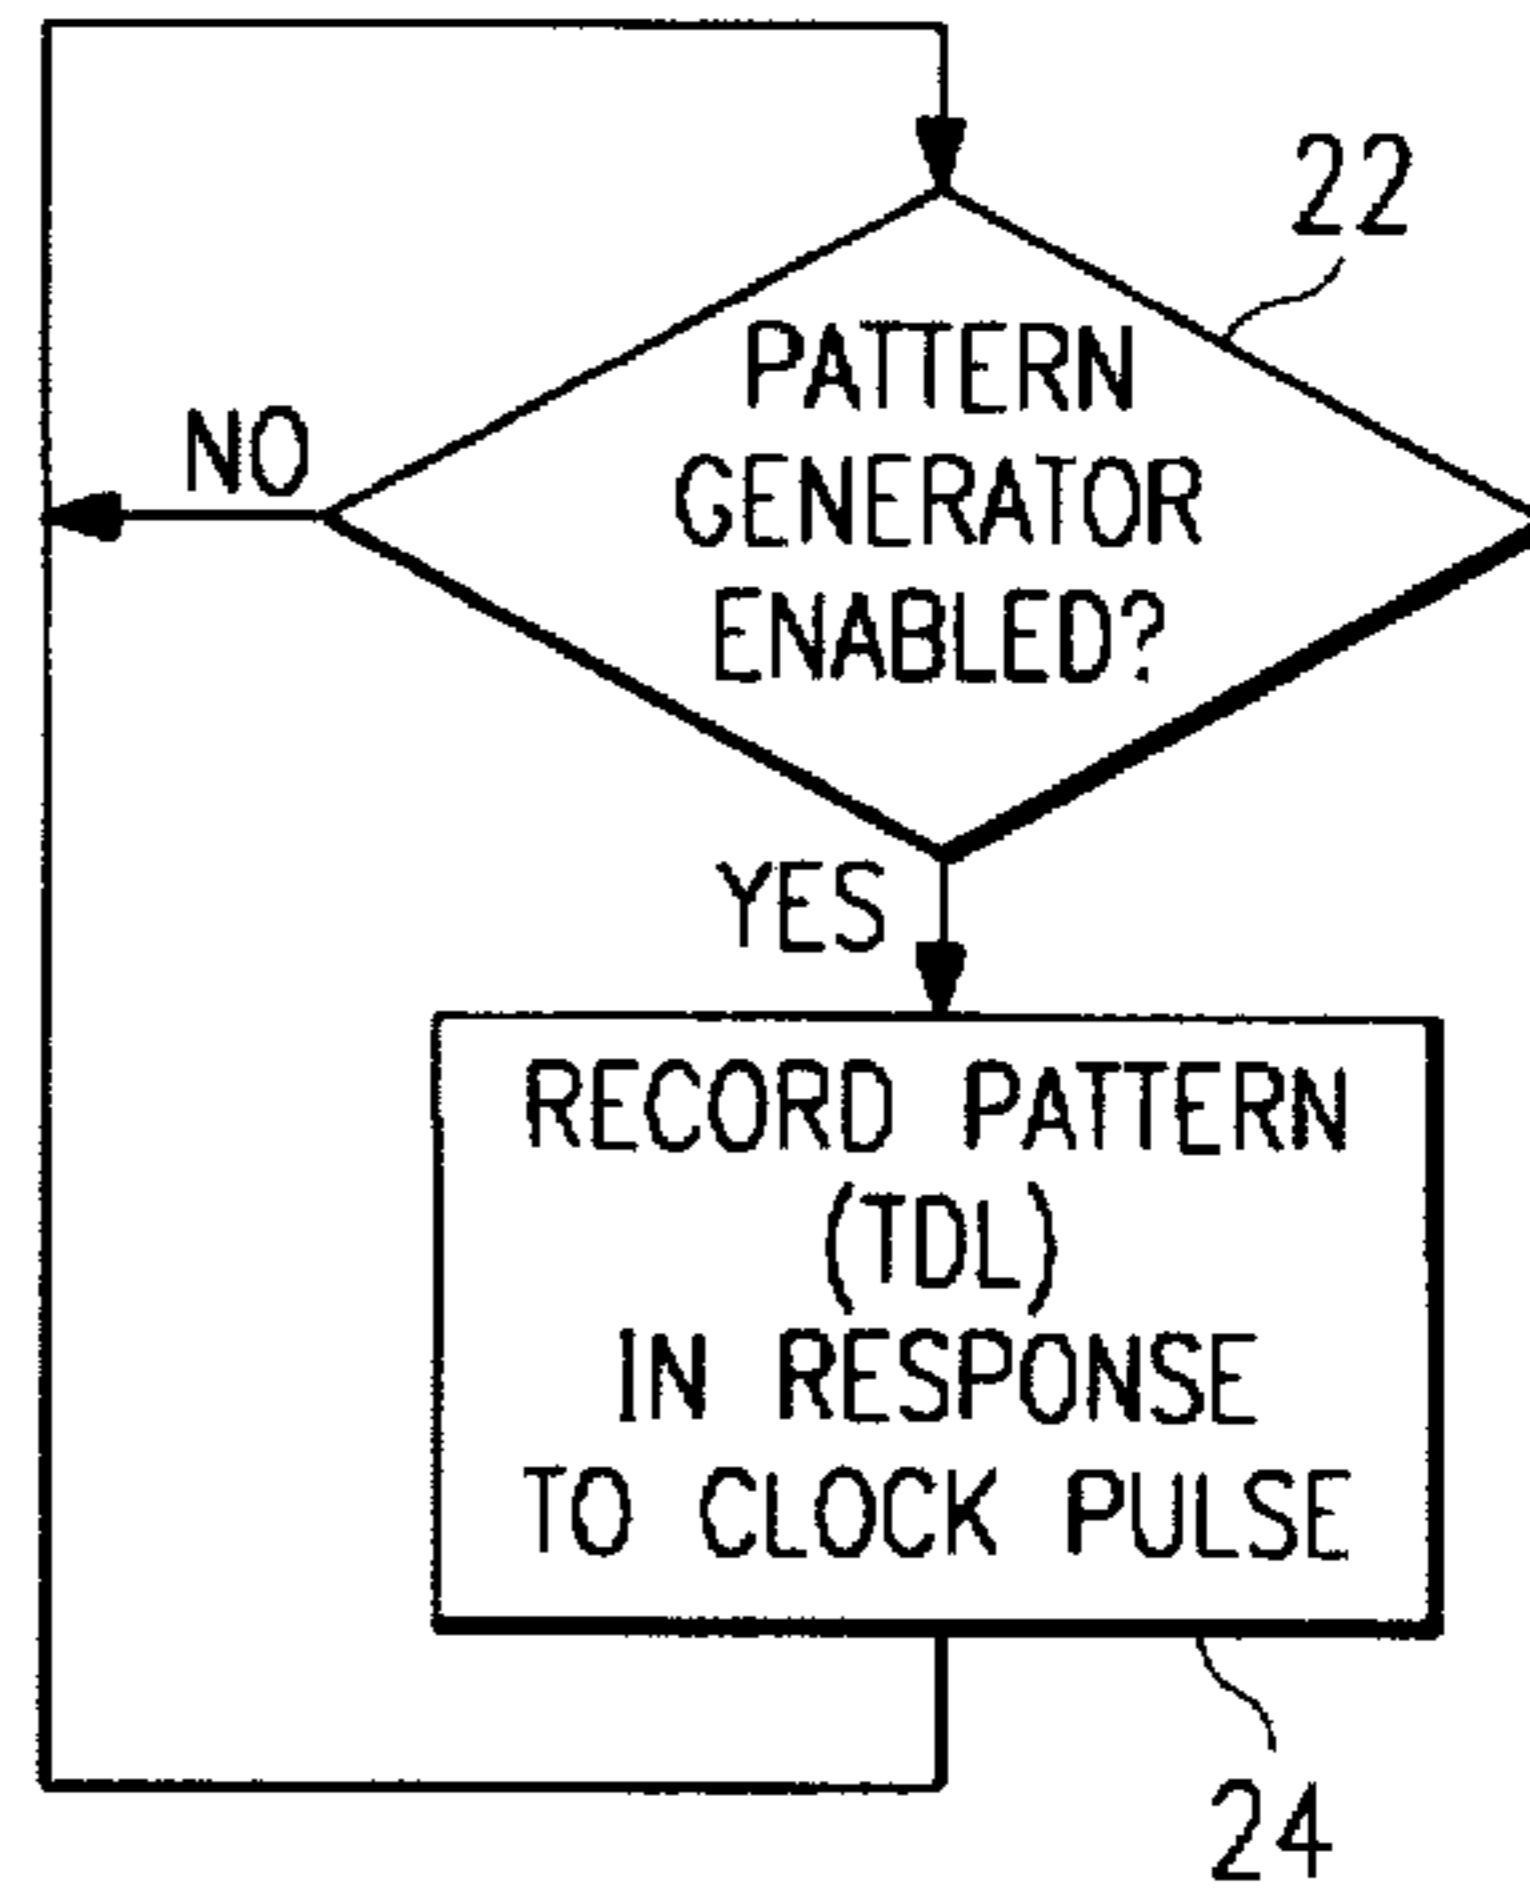 22
PATTERN
GENERATOR
ENABLED?
NO
YES
RECORD PATTERN
(TDL)
IN RESPONSE
TO CLOCK PULSE
24